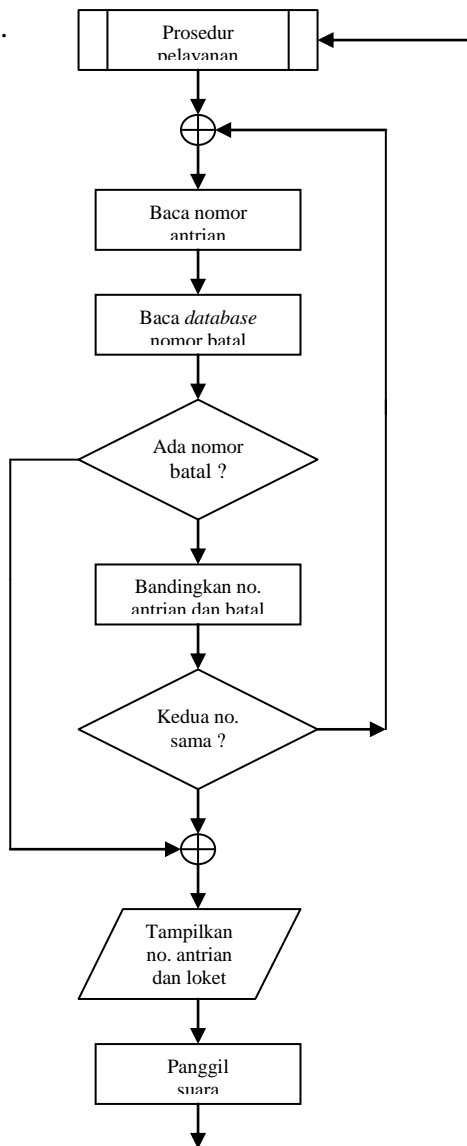 .
Prosedur
pelayanan
Baca nomor
antrian
Baca database
nomor batal
Ada nomor
batal ?
Bandingkan no.
antrian dan batal
Kedua no.
sama ?
Tampilkan
no. antrian
dan loket
Panggil
suara